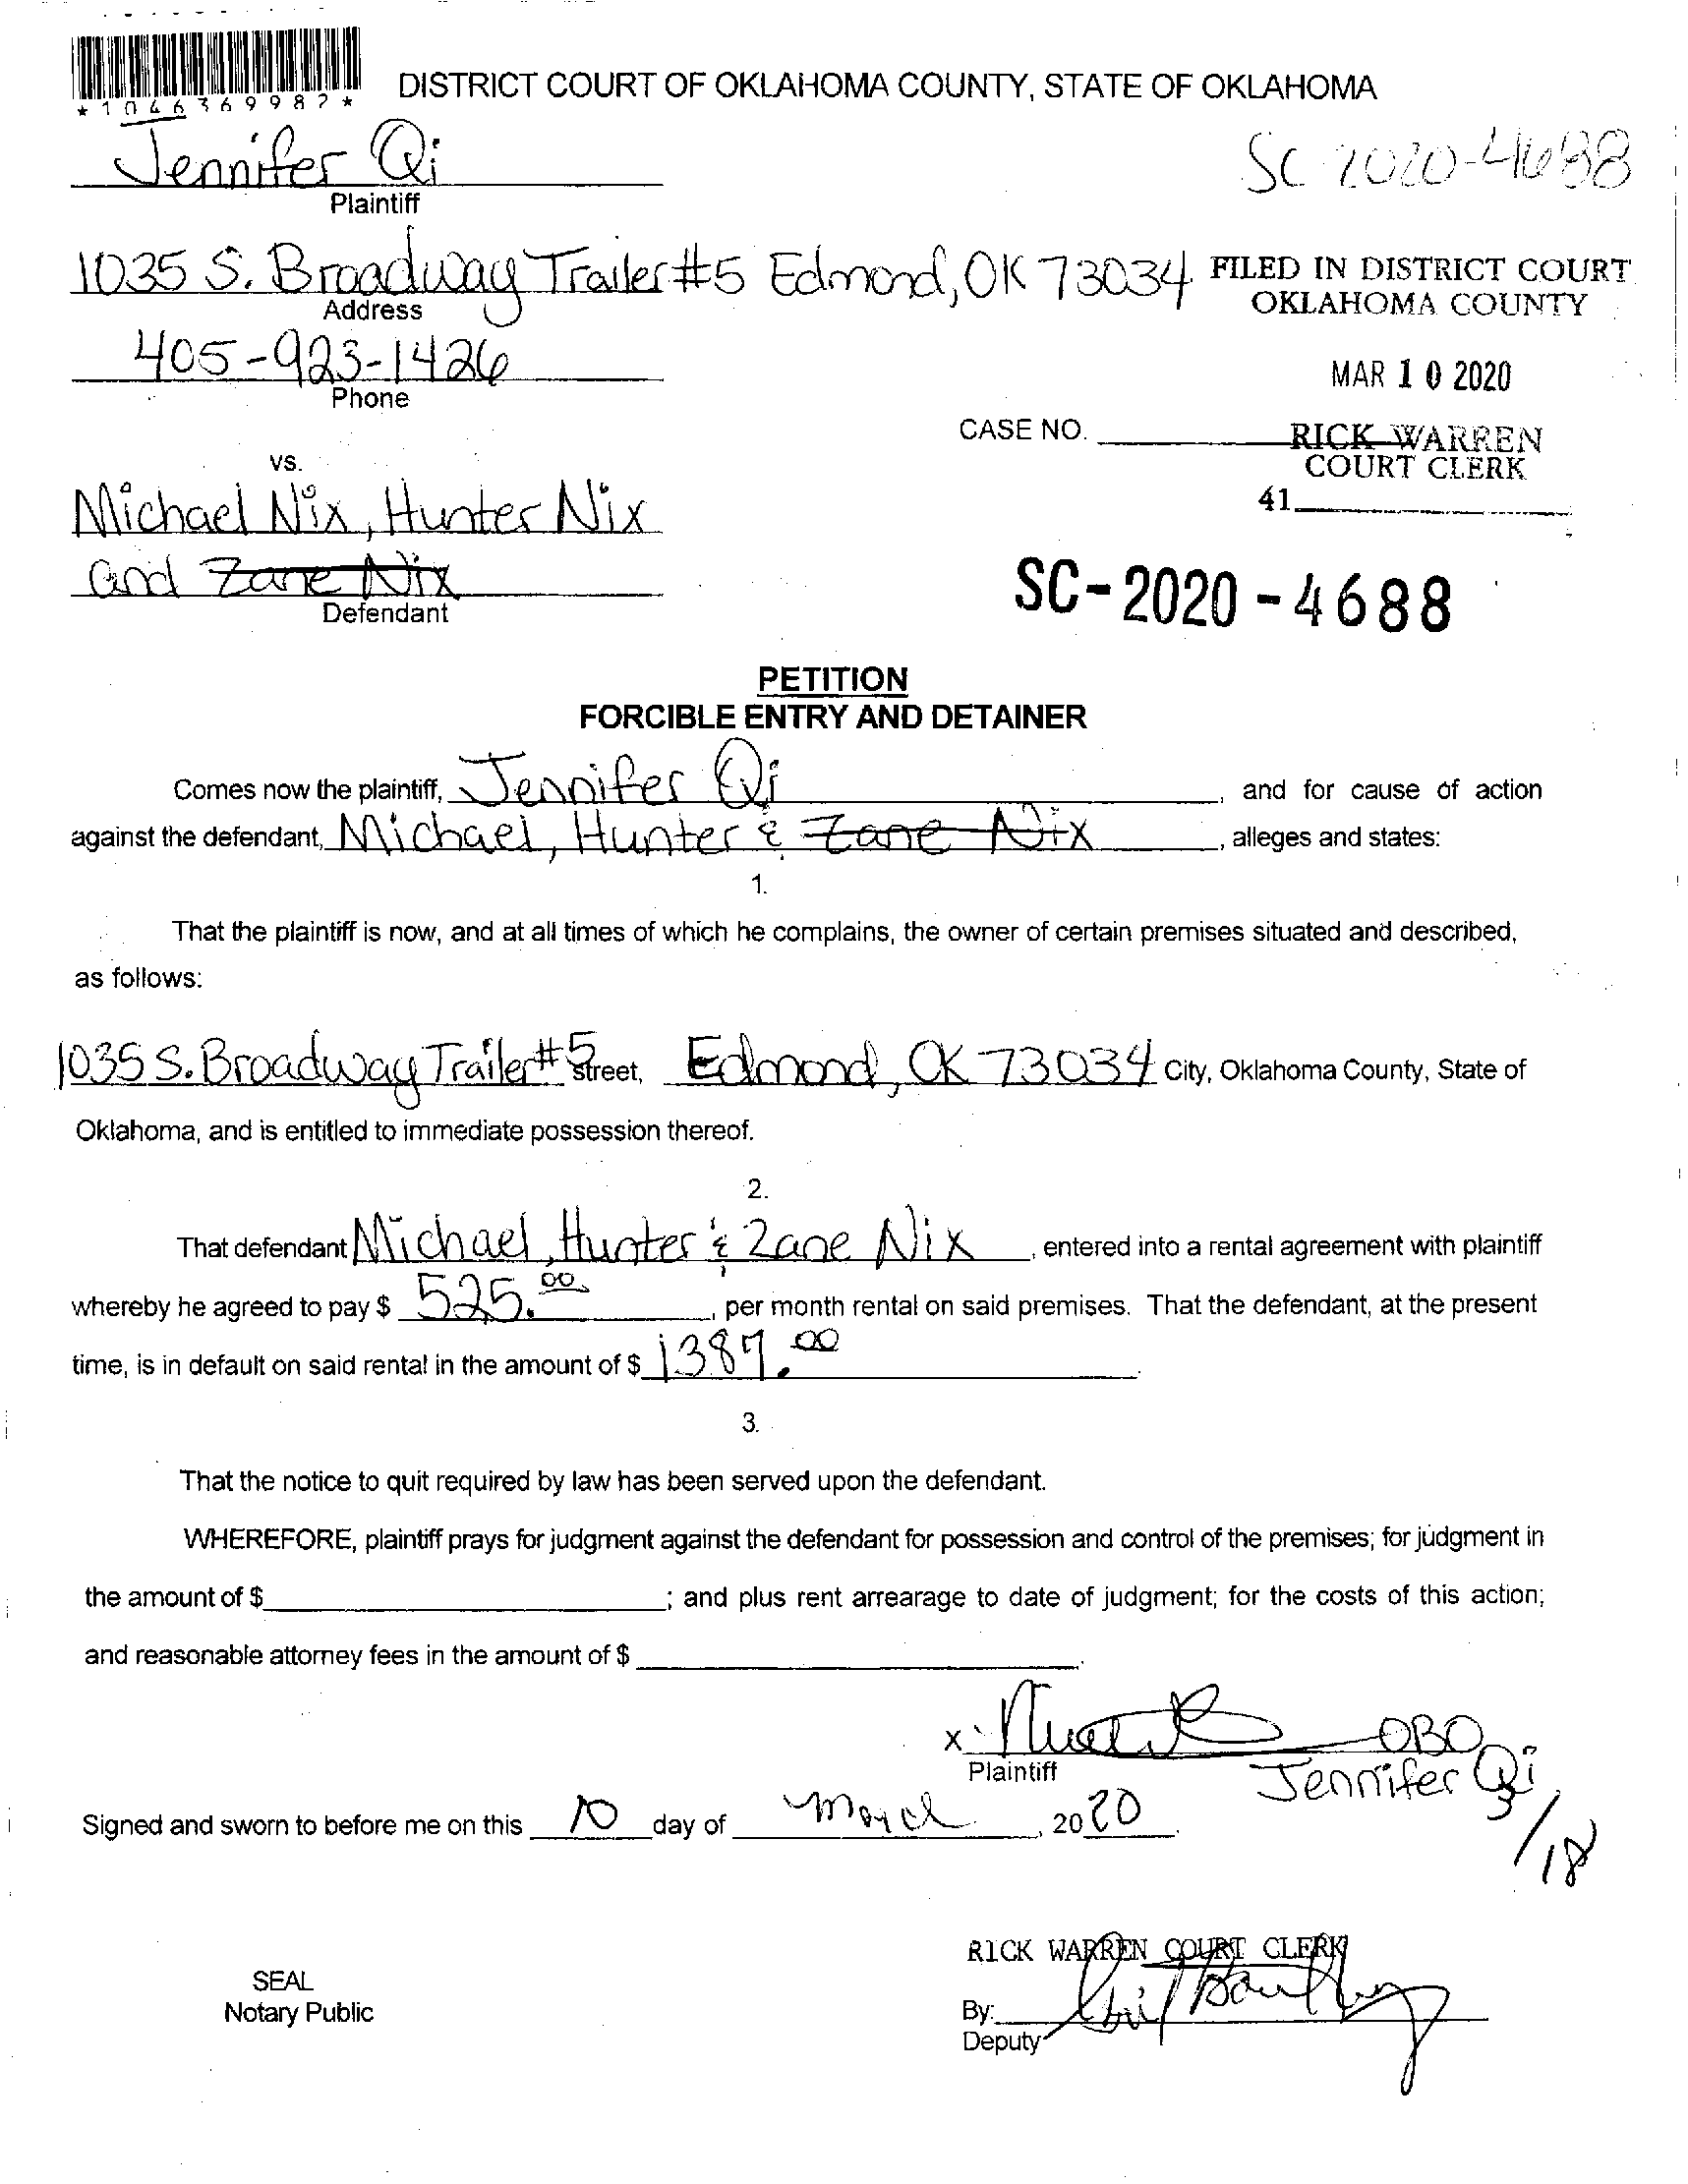 *1046369982*
DISTRICT COURT OF OKLAHOMA COUNTY, STATE OF OKLAHOMA
Jennifer Qi
SC 2020-4688
Plaintiff
1035 S. Broadway Trailer #5 Edmond, OK 73034
FILED IN DISTRICT COURT
Address
OKLAHOMA COUNTY
405-923-1426
MAR 10 2020
Phone
CASE NO.
RICK WARREN
vs.
COURT CLERK
Michael Nix, Hunter Nix
41
and Zane Nix
SC-2020-4688
Defendant
PETITION
FORCIBLE ENTRY AND DETAINER
Comes now the plaintiff, Jennifer Qi, and for cause of action
against the defendant, Michael, Hunter & Zane Nix, alleges and states:
1.
That the plaintiff is now, and at all times of which he complains, the owner of certain premises situated and described,
as follows:
1035 S. Broadway Trailer #5 Street, Edmond, OK 73034 City, Oklahoma County, State of
Oklahoma, and is entitled to immediate possession thereof.
2.
That defendant Michael, Hunter & Zane Nix, entered into a rental agreement with plaintiff
whereby he agreed to pay $ 525.00, per month rental on said premises. That the defendant, at the present
time, is in default on said rental in the amount of $ 1387.00
3.
That the notice to quit required by law has been served upon the defendant.
WHEREFORE, plaintiff prays for judgment against the defendant for possession and control of the premises; for judgment in
the amount of $ ; and plus rent arrearage to date of judgment; for the costs of this action;
and reasonable attorney fees in the amount of $ .
x OBO
Plaintiff
Jennifer Qi
Signed and sworn to before me on this 10 day of March, 2020
3/18
RICK WARREN COURT CLERK
SEAL
Notary Public
By:
Deputy